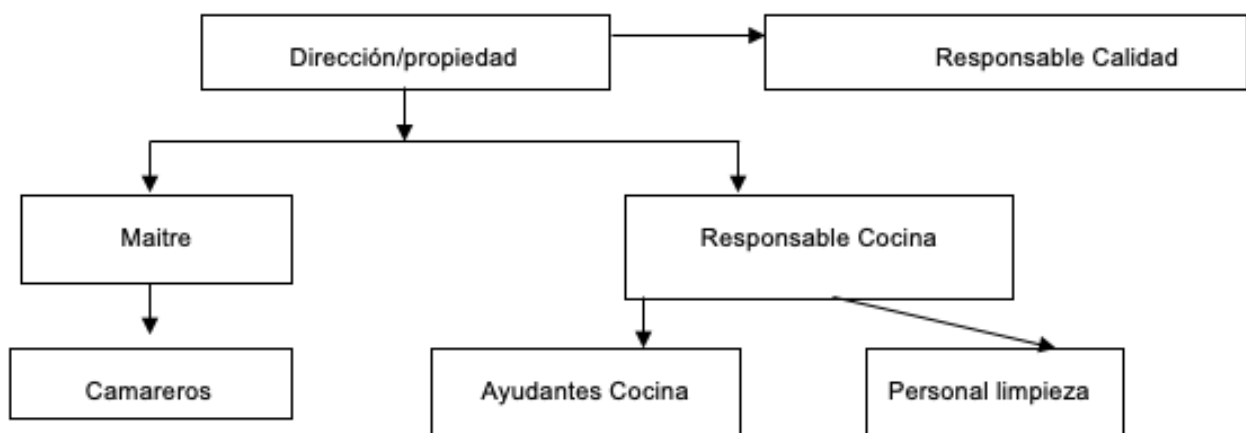 Dirección/propiedad
Responsable Calidad
Maitre
Responsable Cocina
Camareros
Ayudantes Cocina
Personal limpieza